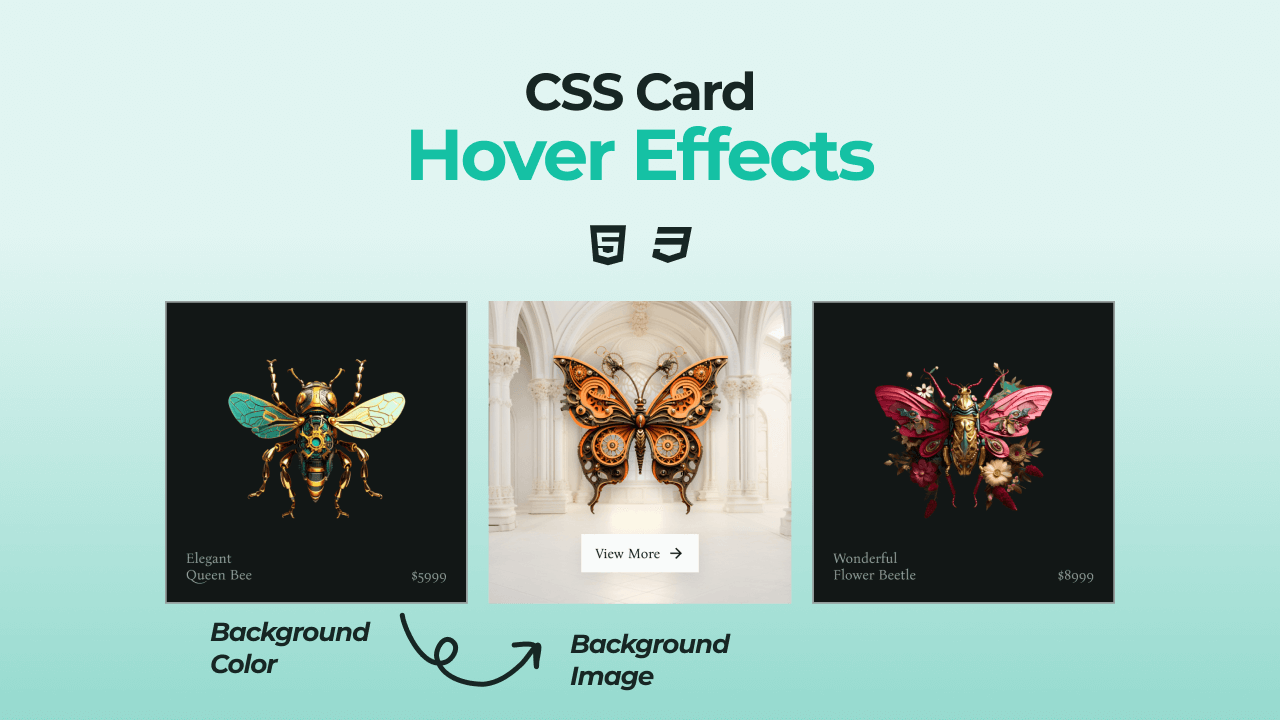 CSS Card
Hover Effects
Elegant
Queen Bee
$5999
View More
Wonderful
Flower Beetle
$8999
Background
Color
Background
Image